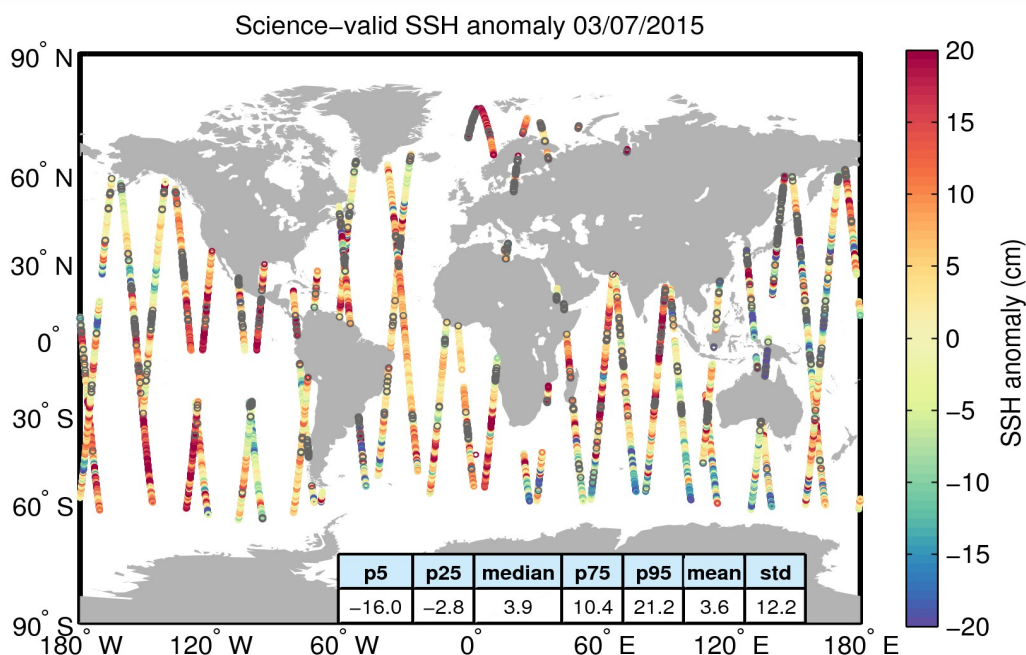 Science−valid SSH anomaly 03/07/2015
90° N
60° N
30° N
0°
30° S
60° S
90° S
180° W
120° W
60° W
0°
60° E
120° E
180° E
p5 p25 median p75 p95 mean std
−16.0 −2.8 3.9 10.4 21.2 3.6 12.2
20
15
10
5
0
−5
−10
−15
−20
SSH anomaly (cm)